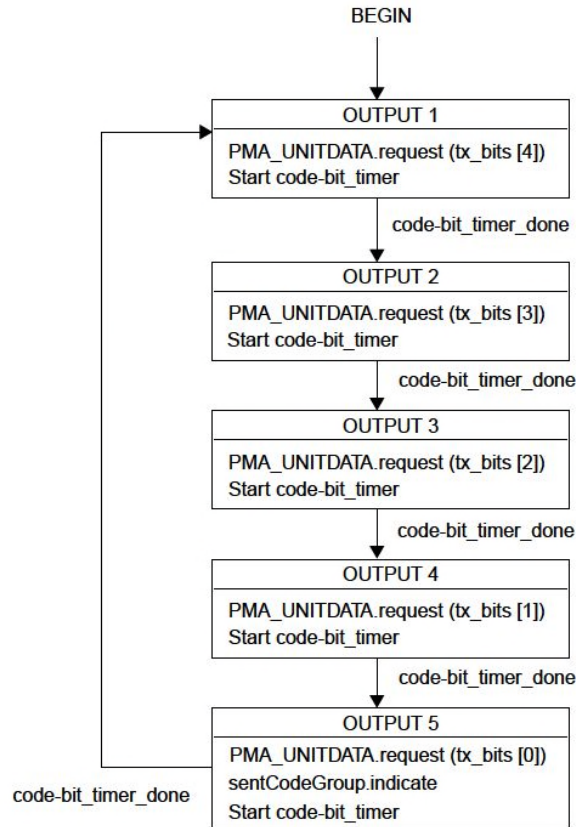 BEGIN
OUTPUT 1
PMA_UNITDATA.request (tx_bits [4])
Start code-bit_timer
code-bit_timer_done
OUTPUT 2
PMA_UNITDATA.request (tx_bits [3])
Start code-bit_timer
code-bit_timer_done
OUTPUT 3
PMA_UNITDATA.request (tx_bits [2])
Start code-bit_timer
code-bit_timer_done
OUTPUT 4
PMA_UNITDATA.request (tx_bits [1])
Start code-bit_timer
code-bit_timer_done
OUTPUT 5
PMA_UNITDATA.request (tx_bits [0])
sentCodeGroup.indicate
Start code-bit_timer
code-bit_timer_done